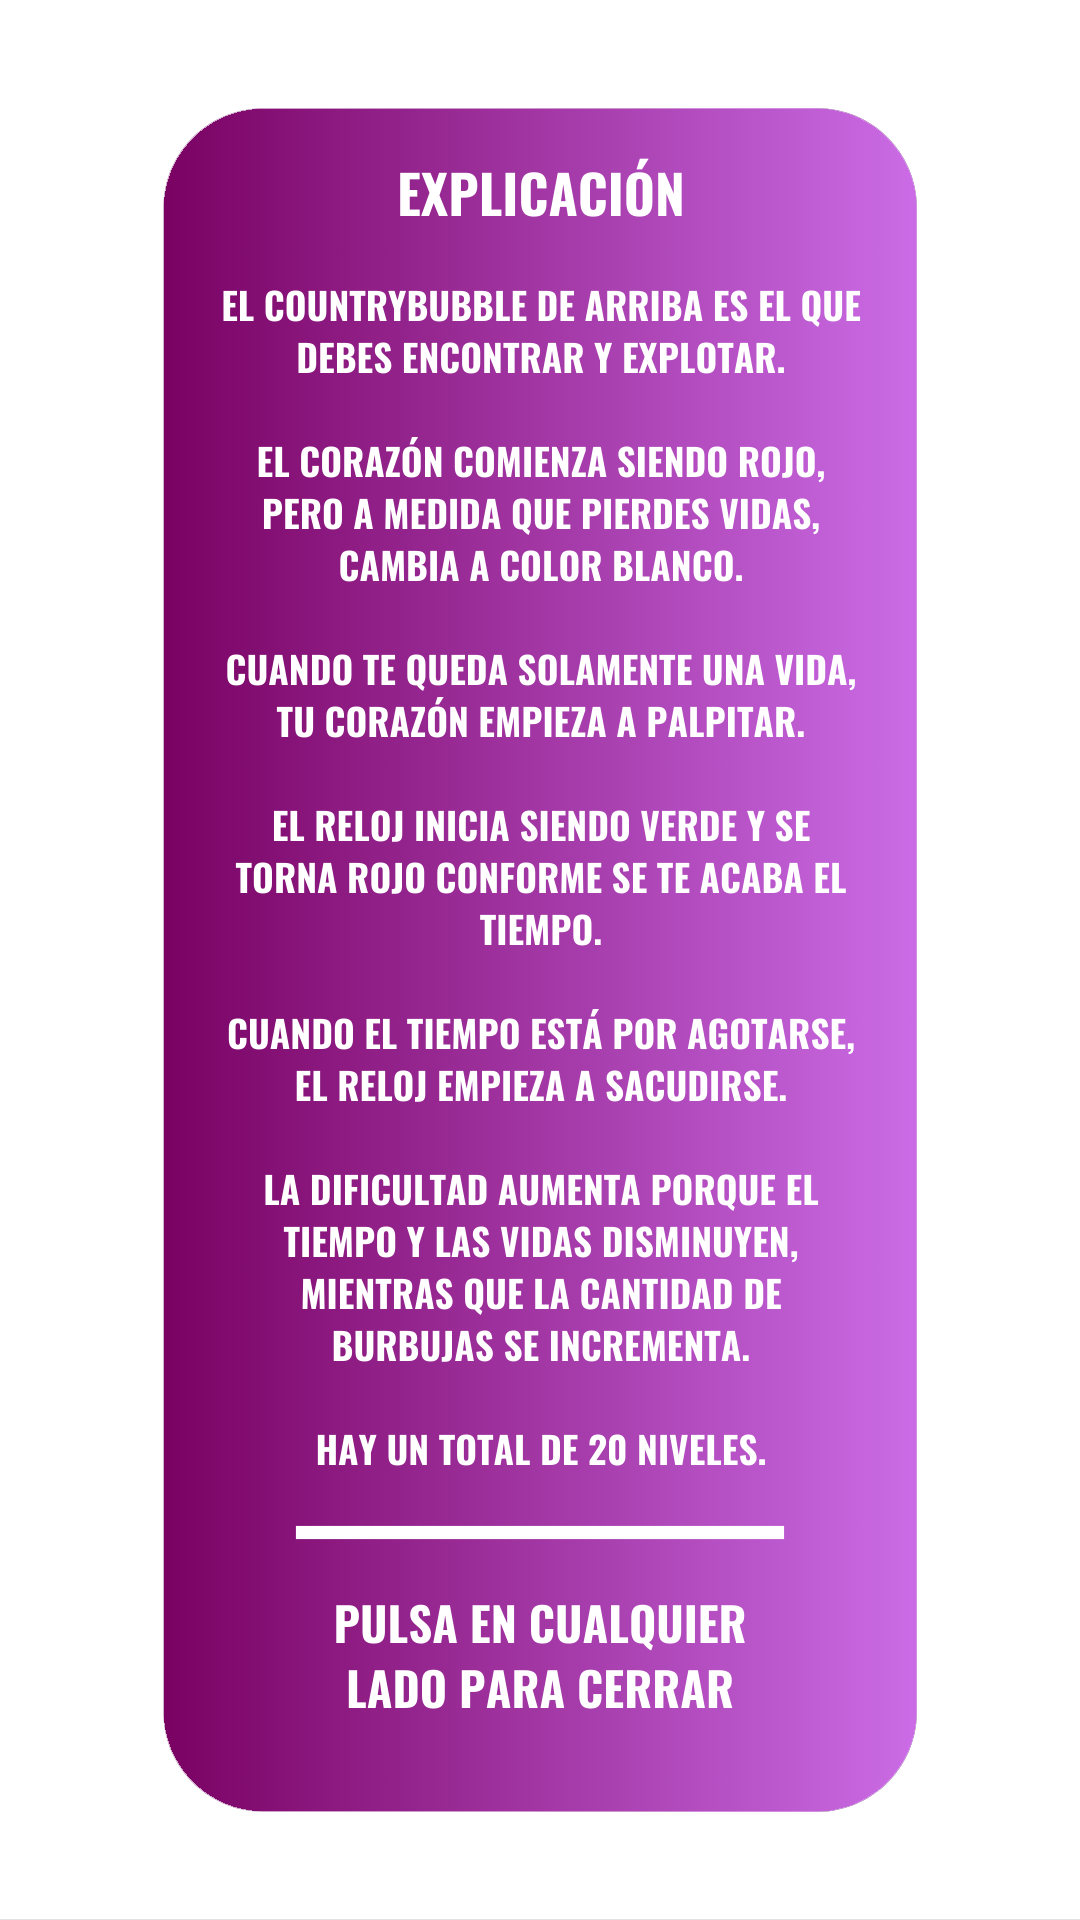 EXPLICACIÓN
EL COUNTRYBUBBLE DE ARRIBA ES EL QUE
DEBES ENCONTRAR Y EXPLOTAR.
EL CORAZÓN COMIENZA SIENDO ROJO,
PERO A MEDIDA QUE PIERDES VIDAS,
CAMBIA A COLOR BLANCO.
CUANDO TE QUEDA SOLAMENTE UNA VIDA,
TU CORAZÓN EMPIEZA A PALPITAR.
EL RELOJ INICIA SIENDO VERDE Y SE
TORNA ROJO CONFORME SE TE ACABA EL
TIEMPO.
CUANDO EL TIEMPO ESTÁ POR AGOTARSE,
EL RELOJ EMPIEZA A SACUDIRSE.
LA DIFICULTAD AUMENTA PORQUE EL
TIEMPO Y LAS VIDAS DISMINUYEN,
MIENTRAS QUE LA CANTIDAD DE
BURBUJAS SE INCREMENTA.
HAY UN TOTAL DE 20 NIVELES.
PULSA EN CUALQUIER
LADO PARA CERRAR